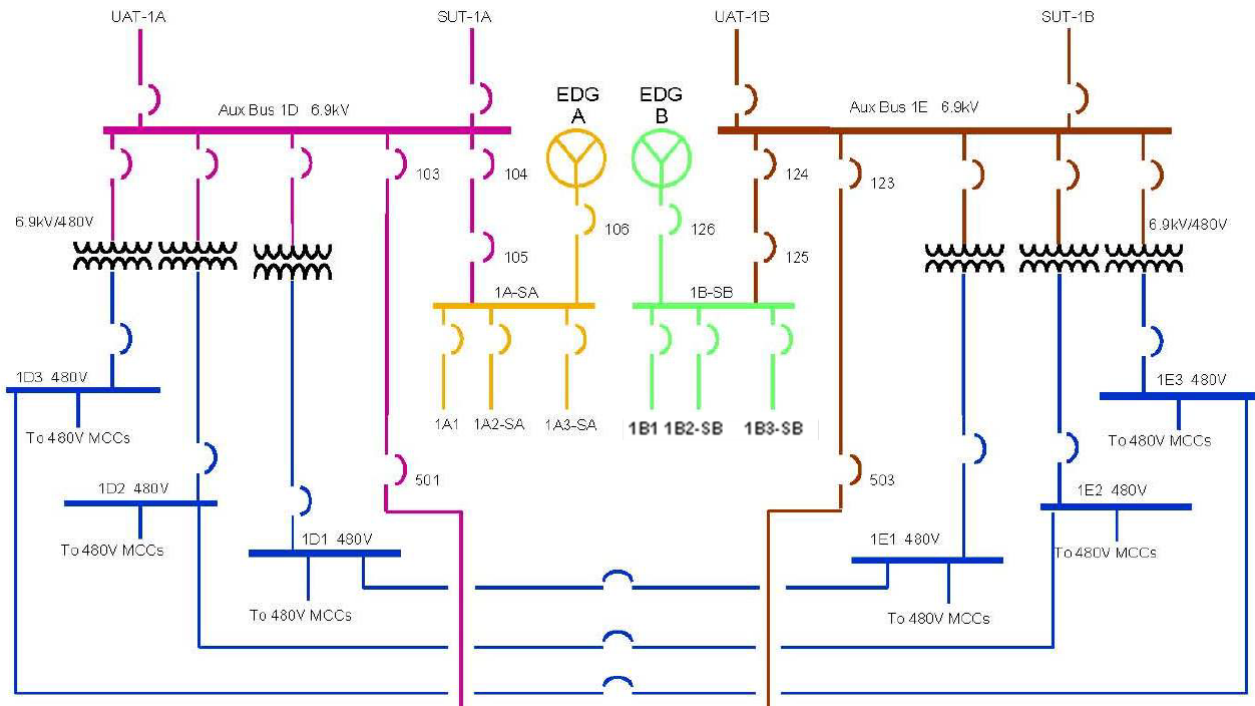 UAT-1A
SUT-1A
UAT-1B
SUT-1B
Aux Bus 1D 6.9kV
EDG
A
EDG
B
Aux Bus 1E 6.9kV
103
104
106
126
124
123
105
125
6.9kV/480V
6.9kV/480V
1A-SA
1B-SB
1D3 480V
To 480V MCCs
1A1 1A2-SA 1A3-SA
1B1 1B2-SB 1B3-SB
1E3 480V
To 480V MCCs
501
503
1D2 480V
To 480V MCCs
1E2 480V
To 480V MCCs
1D1 480V
To 480V MCCs
1E1 480V
To 480V MCCs